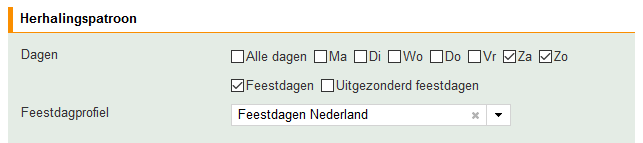 Herhalingspatroon
Dagen Alle dagen Ma Di Wo Do Vr Za Zo
Feestdagen Uitgezonderd feestdagen
Feestdagprofiel Feestdagen Nederland